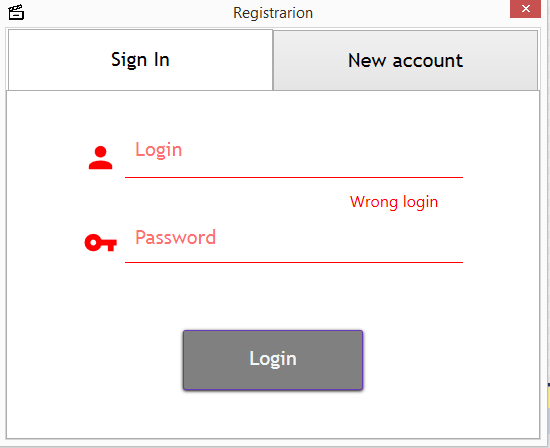 Registrarion
Sign In
New account
Login
Wrong login
Password
Login